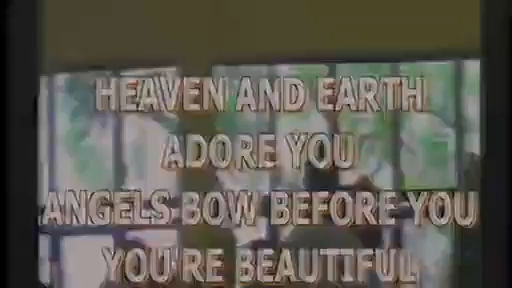 HEAVEN AND EARTH
ADORE YOU
ANGELS BOW BEFORE YOU
YOU'RE BEAUTIFUL